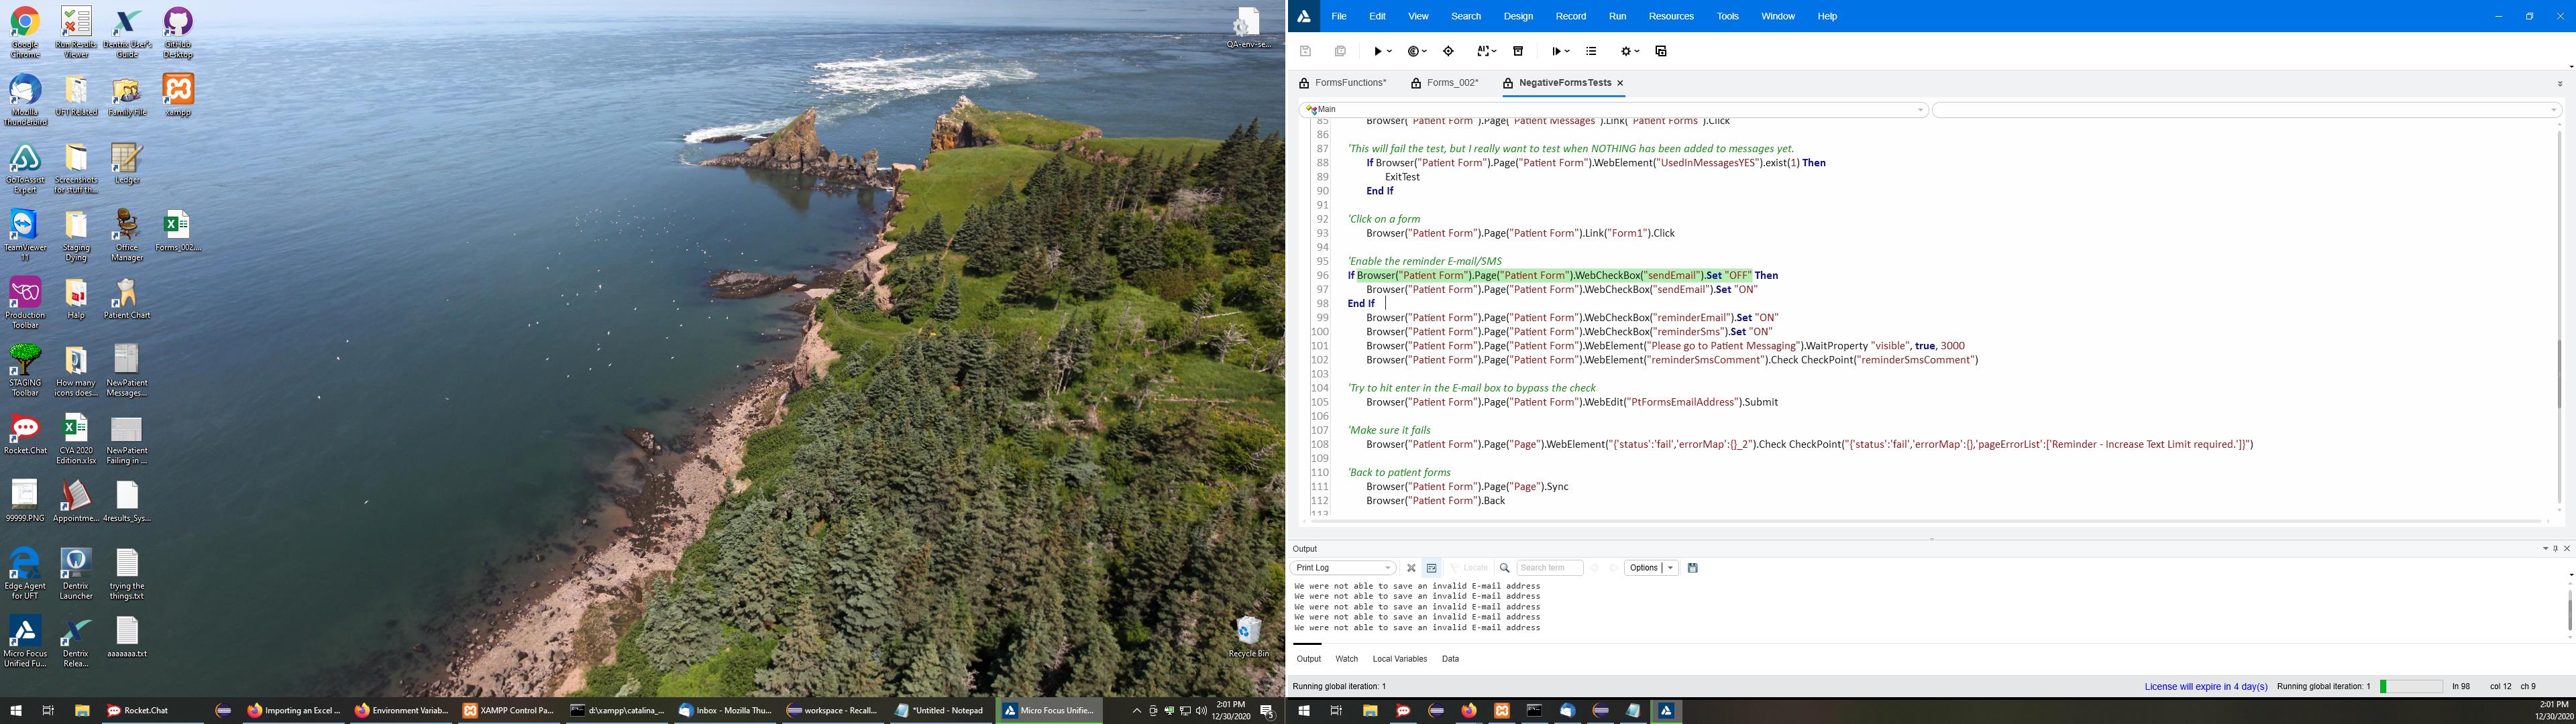 Google Chrome
Run Results Viewer
Dentrix User's Guide
GitHub Desktop
QA-env-se...
Mozilla Thunderbird
UFT Related
Family File
xampp
GoToAssist Expert
Screenshots for stuff th...
Ledger
TeamViewer 11
Staging Dying
Office Manager
Forms_002....
Production Toolbar
Halp
Patient Chart
STAGING Toolbar
How many icons does...
NewPatient Messages...
Rocket.Chat
CYA 2020 Edition.xlsx
NewPatient Failing in ...
99999.PNG
Appointme...
4results_Sys...
Edge Agent for UFT
Dentrix Launcher
trying the things.txt
Micro Focus Unified Fu...
Dentrix Relea...
aaaaaaa.txt
Recycle Bin
File Edit View Search Design Record Run Resources Tools Window Help
FormsFunctions* Forms_002* NegativeFormsTests
Main
85 Browser("Patient Form").Page("Patient Messages").Link("Patient Forms").Click
86
87 'This will fail the test, but I really want to test when NOTHING has been added to messages yet.
88 If Browser("Patient Form").Page("Patient Form").WebElement("UsedInMessagesYES").exist(1) Then
89 ExitTest
90 End If
91
92 'Click on a form
93 Browser("Patient Form").Page("Patient Form").Link("Form1").Click
94
95 'Enable the reminder E-mail/SMS
96 If Browser("Patient Form").Page("Patient Form").WebCheckBox("sendEmail").Set "OFF" Then
97 Browser("Patient Form").Page("Patient Form").WebCheckBox("sendEmail").Set "ON"
98 End If
99 Browser("Patient Form").Page("Patient Form").WebCheckBox("reminderEmail").Set "ON"
100 Browser("Patient Form").Page("Patient Form").WebCheckBox("reminderSms").Set "ON"
101 Browser("Patient Form").Page("Patient Form").WebElement("Please go to Patient Messaging").WaitProperty "visible", true, 3000
102 Browser("Patient Form").Page("Patient Form").WebElement("reminderSmsComment").Check CheckPoint("reminderSmsComment")
103
104 'Try to hit enter in the E-mail box to bypass the check
105 Browser("Patient Form").Page("Patient Form").WebEdit("PtFormsEmailAddress").Submit
106
107 'Make sure it fails
108 Browser("Patient Form").Page("Page").WebElement("{'status':'fail','errorMap':{}_2").Check CheckPoint("{'status':'fail','errorMap':{},'pageErrorList':['Reminder - Increase Text Limit required.']}")
109
110 'Back to patient forms
111 Browser("Patient Form").Page("Page").Sync
112 Browser("Patient Form").Back
113
Output
Print Log Locate Search term Options
We were not able to save an invalid E-mail address
We were not able to save an invalid E-mail address
We were not able to save an invalid E-mail address
We were not able to save an invalid E-mail address
We were not able to save an invalid E-mail address
Output Watch Local Variables Data
Running global iteration: 1 License will expire in 4 day(s) Running global iteration: 1 ln 98 col 12 ch 9
Rocket.Chat Importing an Excel ... Environment Variab... XAMPP Control Pa... d:\xampp\catalina_... Inbox - Mozilla Thu... workspace - Recall... *Untitled - Notepad Micro Focus Unifie... 2:01 PM 12/30/2020 5
2:01 PM 12/30/2020